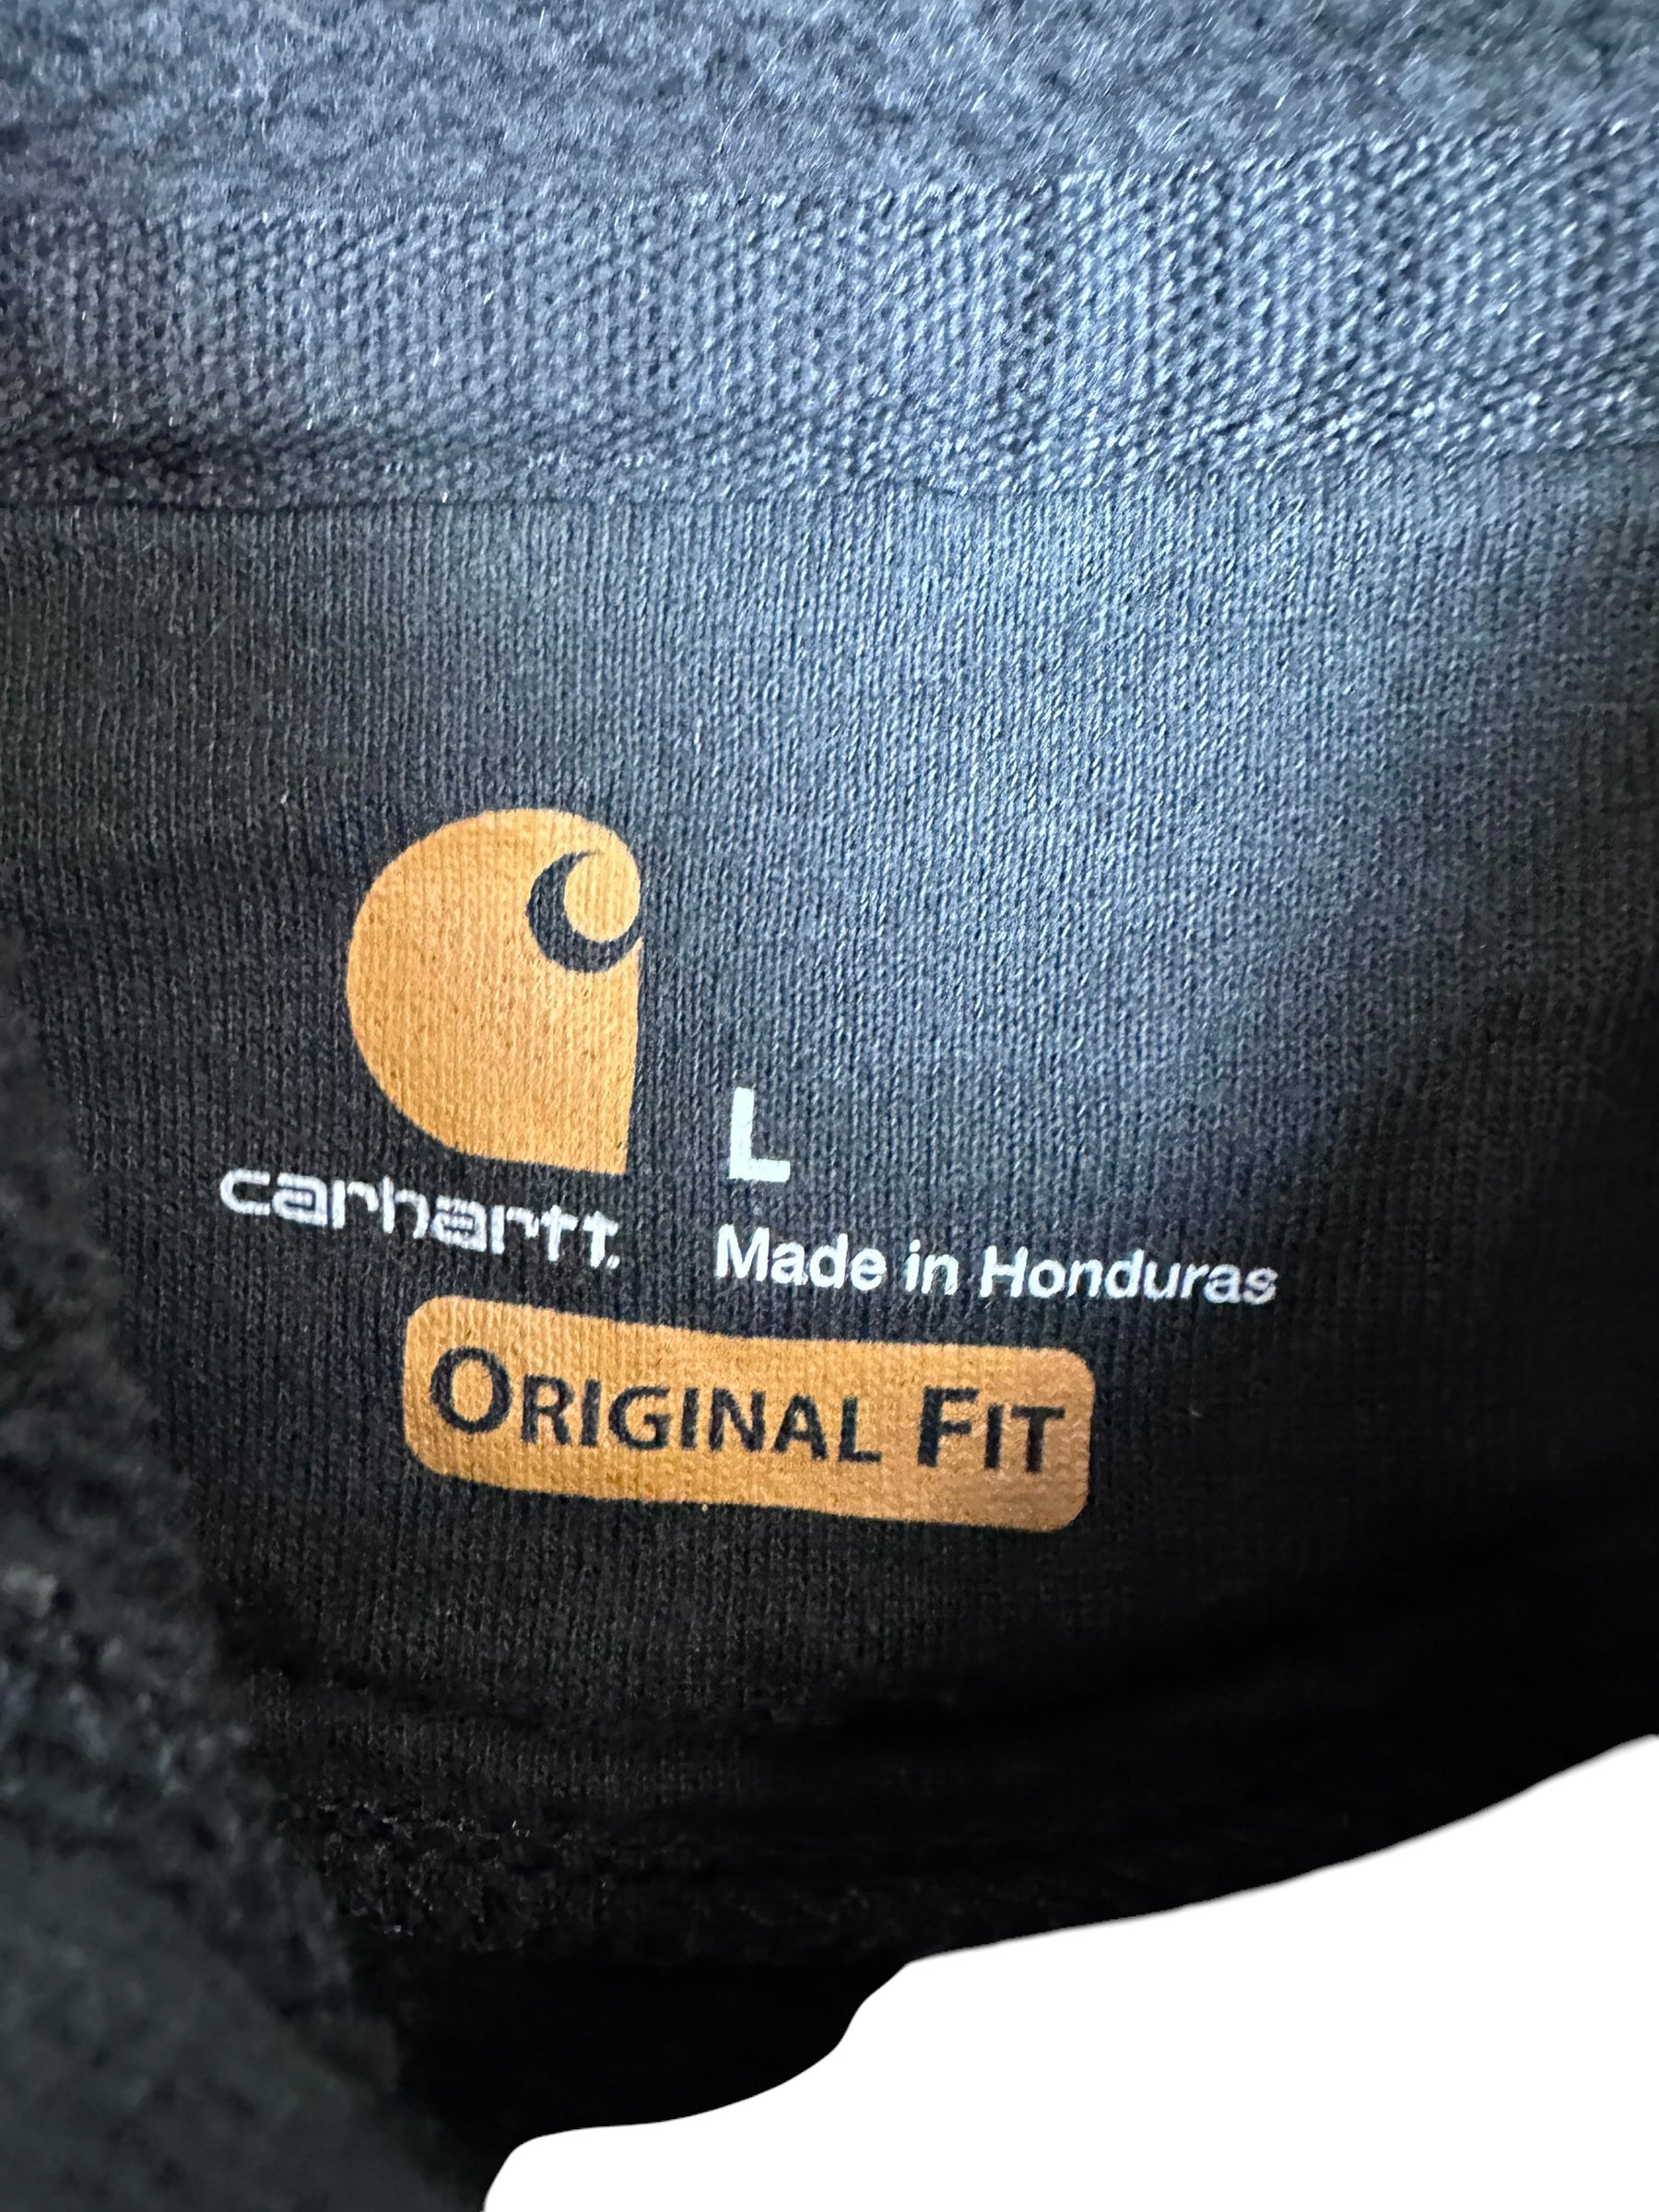 L
carhartt.
Made in Honduras
ORIGINAL FIT